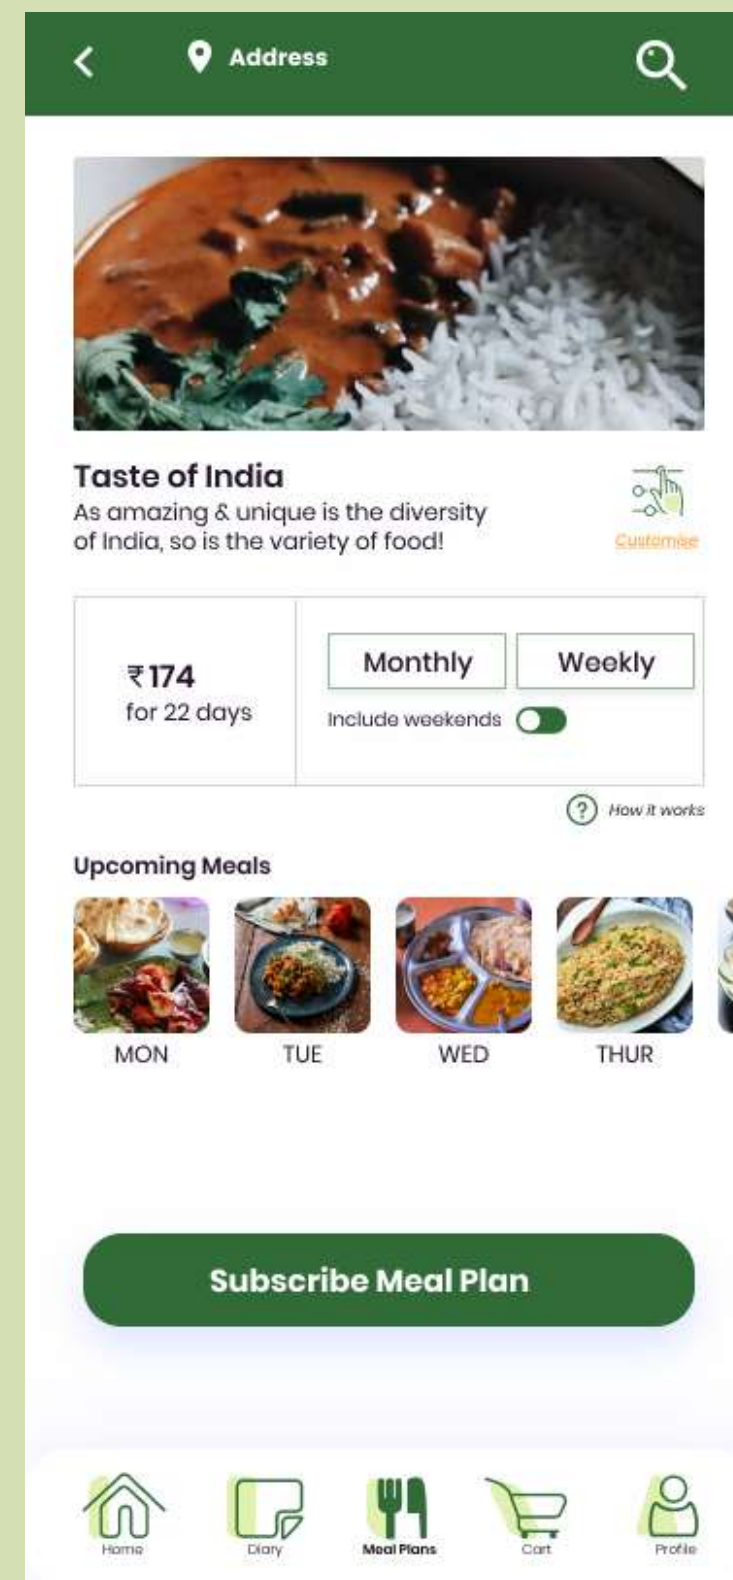 Address
Taste of India
As amazing & unique is the diversity
of India, so is the variety of food!
Customise
₹174
for 22 days
Monthly
Weekly
Include weekends
? How it works
Upcoming Meals
MON
TUE
WED
THUR
Subscribe Meal Plan
Home
Diary
Meal Plans
Cart
Profile